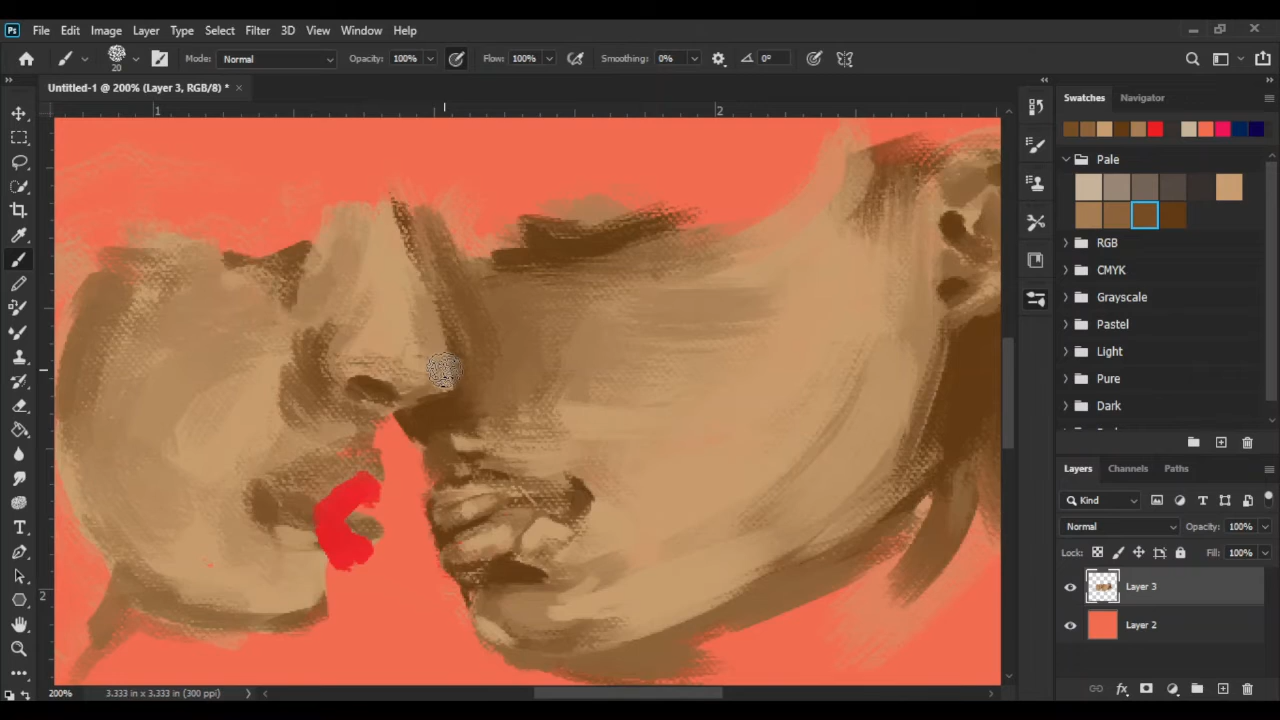 Ps File Edit Image Layer Type Select Filter 3D View Window Help
20 Mode: Normal Opacity: 100% Flow: 100% Smoothing: 0% 0°
Untitled-1 @ 200% (Layer 3, RGB/8) * ×
1 2
2
Swatches Navigator
Pale
RGB
CMYK
Grayscale
Pastel
Light
Pure
Dark
Layers Channels Paths
Kind
Normal Opacity: 100%
Lock: Fill: 100%
Layer 3
Layer 2
200% 3.333 in x 3.333 in (300 ppi)